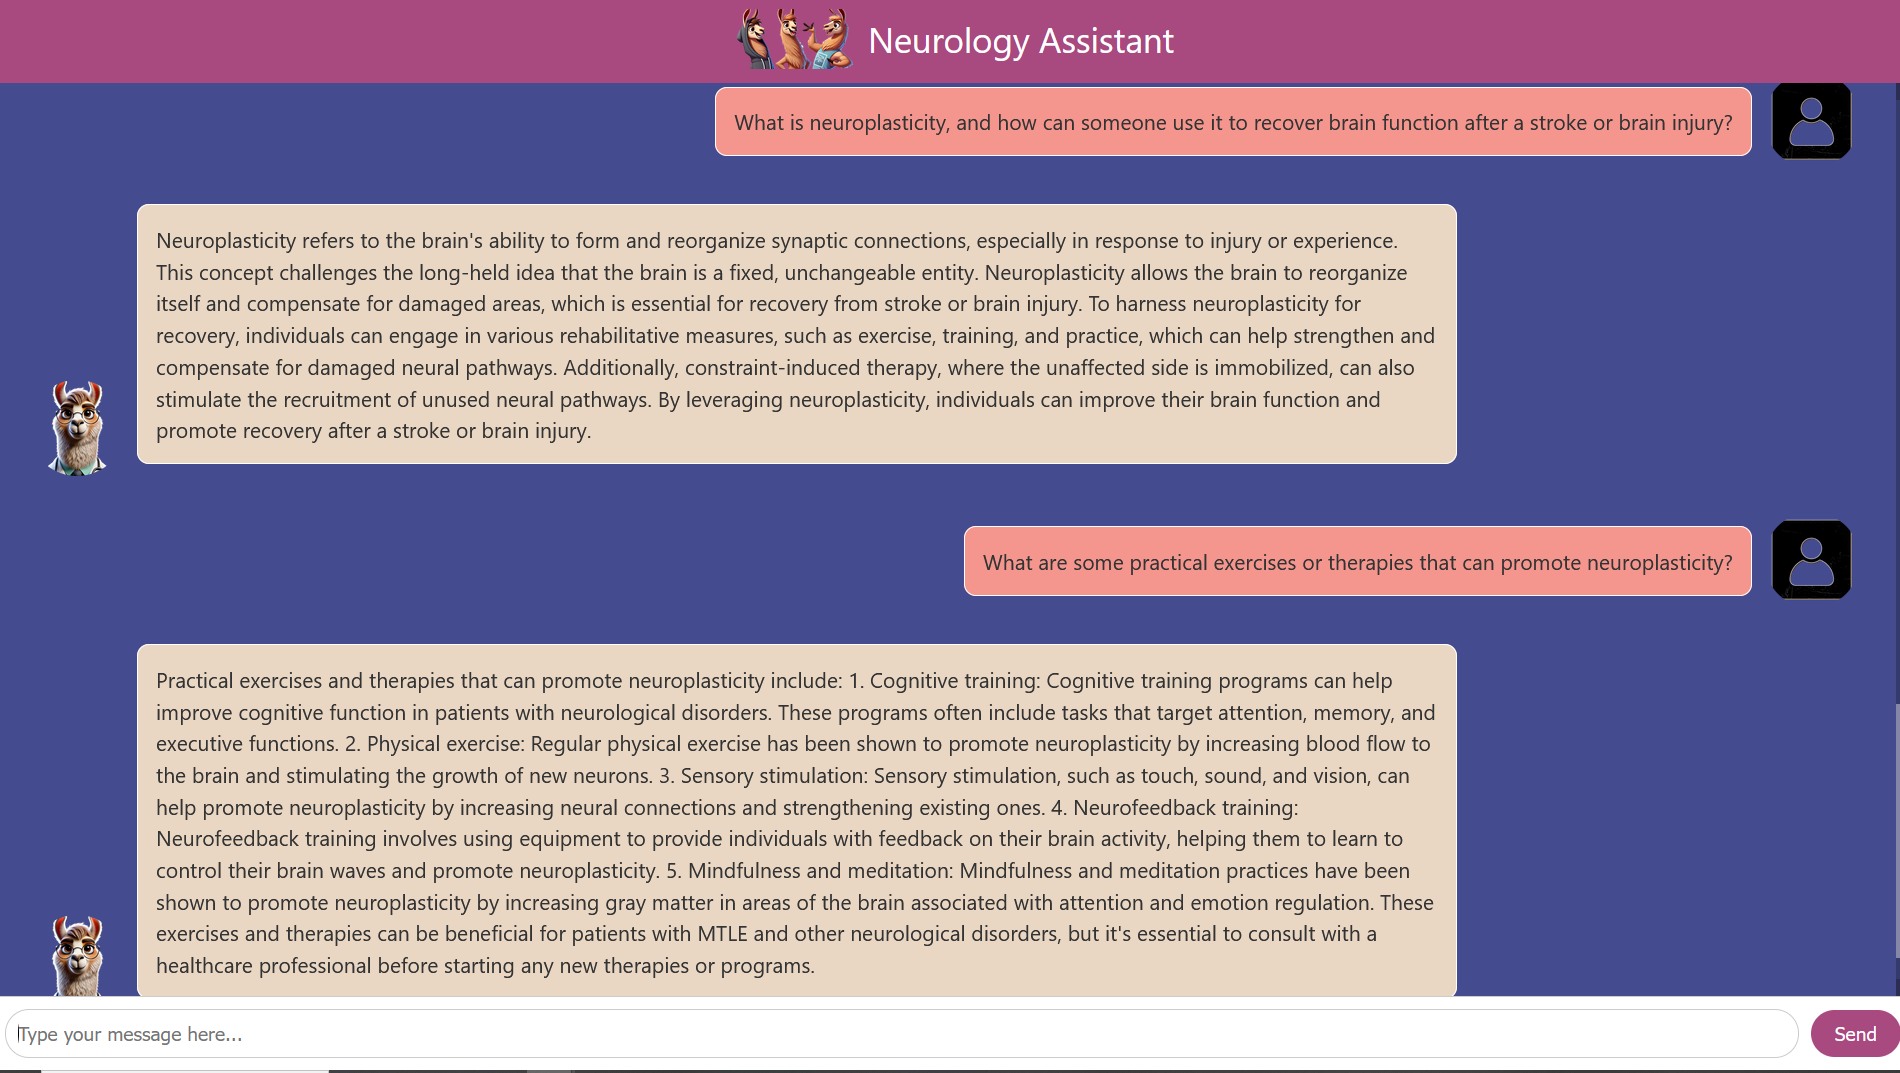 Neurology Assistant
What is neuroplasticity, and how can someone use it to recover brain function after a stroke or brain injury?
Neuroplasticity refers to the brain's ability to form and reorganize synaptic connections, especially in response to injury or experience.
This concept challenges the long-held idea that the brain is a fixed, unchangeable entity. Neuroplasticity allows the brain to reorganize
itself and compensate for damaged areas, which is essential for recovery from stroke or brain injury. To harness neuroplasticity for
recovery, individuals can engage in various rehabilitative measures, such as exercise, training, and practice, which can help strengthen and
compensate for damaged neural pathways. Additionally, constraint-induced therapy, where the unaffected side is immobilized, can also
stimulate the recruitment of unused neural pathways. By leveraging neuroplasticity, individuals can improve their brain function and
promote recovery after a stroke or brain injury.
What are some practical exercises or therapies that can promote neuroplasticity?
Practical exercises and therapies that can promote neuroplasticity include: 1. Cognitive training: Cognitive training programs can help
improve cognitive function in patients with neurological disorders. These programs often include tasks that target attention, memory, and
executive functions. 2. Physical exercise: Regular physical exercise has been shown to promote neuroplasticity by increasing blood flow to
the brain and stimulating the growth of new neurons. 3. Sensory stimulation: Sensory stimulation, such as touch, sound, and vision, can
help promote neuroplasticity by increasing neural connections and strengthening existing ones. 4. Neurofeedback training:
Neurofeedback training involves using equipment to provide individuals with feedback on their brain activity, helping them to learn to
control their brain waves and promote neuroplasticity. 5. Mindfulness and meditation: Mindfulness and meditation practices have been
shown to promote neuroplasticity by increasing gray matter in areas of the brain associated with attention and emotion regulation. These
exercises and therapies can be beneficial for patients with MTLE and other neurological disorders, but it's essential to consult with a
healthcare professional before starting any new therapies or programs.
Type your message here...
Send